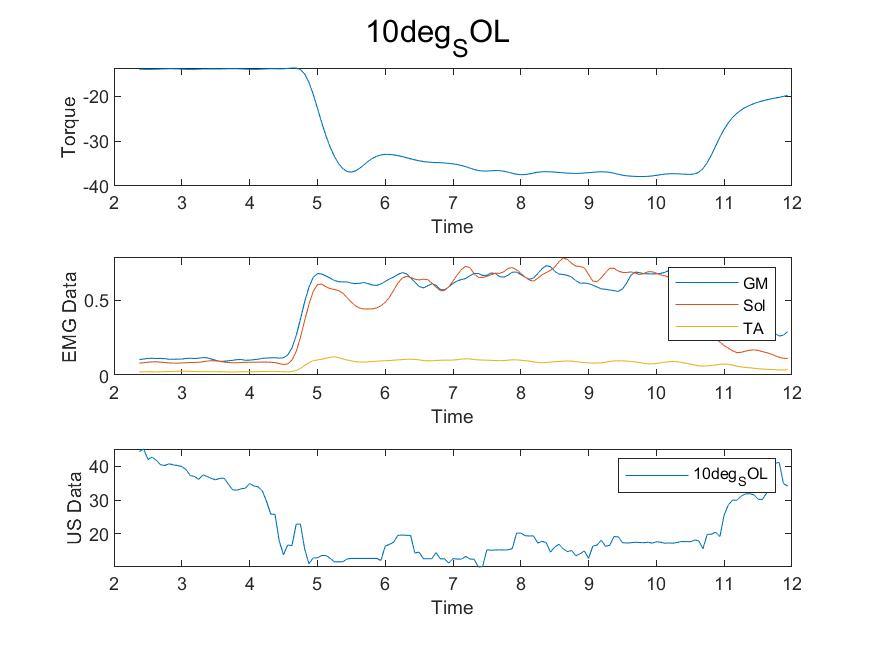 10deg_SOL
Torque
-20
-30
-40
2 3 4 5 6 7 8 9 10 11 12
Time
EMG Data
0.5
0
GM
Sol
TA
2 3 4 5 6 7 8 9 10 11 12
Time
US Data
40
30
20
10deg_SOL
2 3 4 5 6 7 8 9 10 11 12
Time